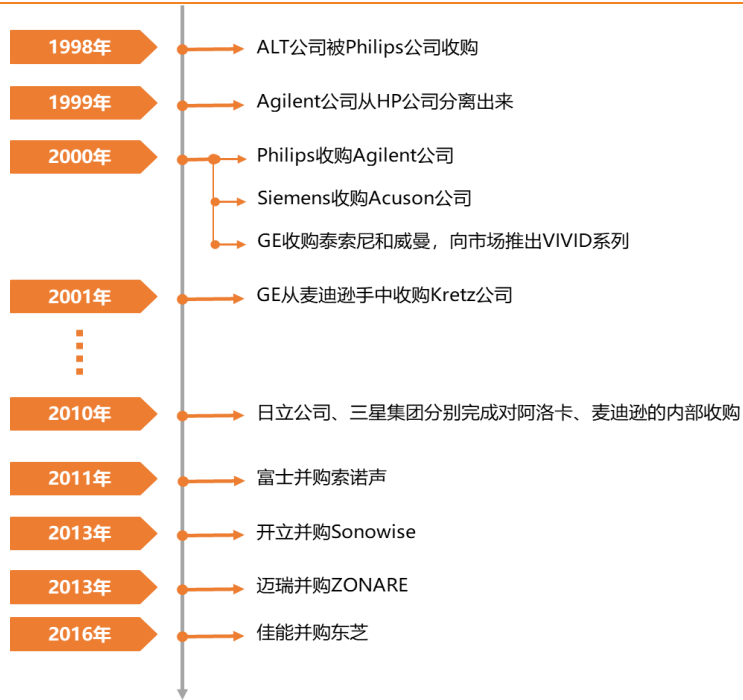 1998年 ALT公司被Philips公司收购
1999年 Agilent公司从HP公司分离出来
2000年 Philips收购Agilent公司
Siemens收购Acuson公司
GE收购泰索尼和威曼，向市场推出VIVID系列
2001年 GE从麦迪逊手中收购Kretz公司
2010年 日立公司、三星集团分别完成对阿洛卡、麦迪逊的内部收购
2011年 富士并购索诺声
2013年 开立并购Sonowise
2013年 迈瑞并购ZONARE
2016年 佳能并购东芝